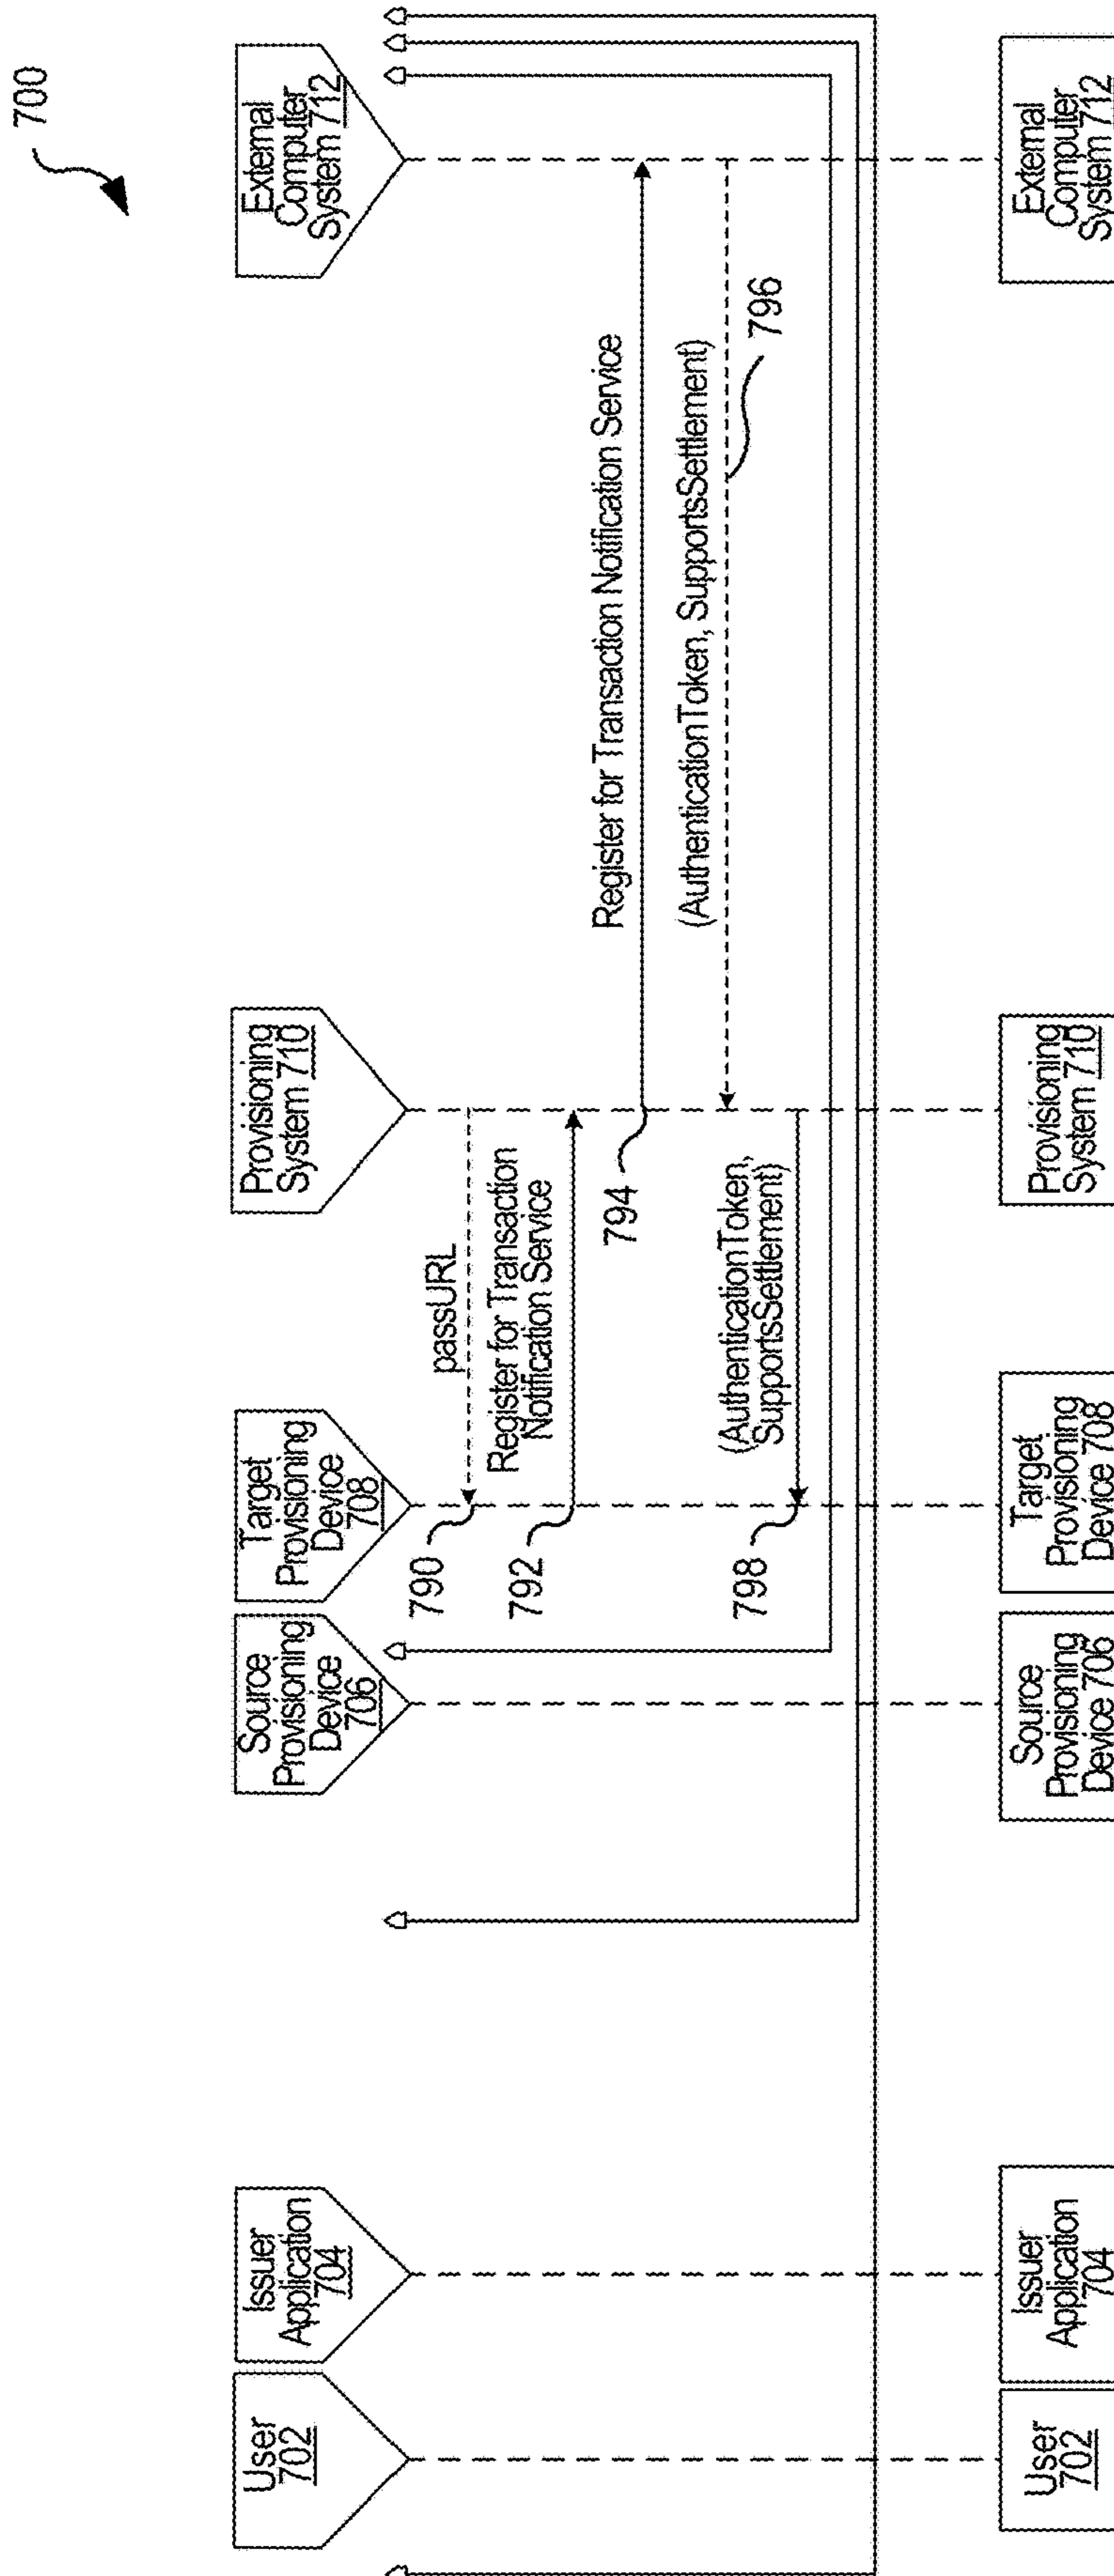 700
User
702
Issuer
Application
704
Source
Provisioning
Device
706
Target
Provisioning
Device
708
Provisioning
System 710
External
Computer
System 712
790
passURL
792
Register for Transaction
Notification Service
794
Register for Transaction Notification Service
(AuthenticationToken, SupportsSettlement)
796
798
(AuthenticationToken,
SupportsSettlement)
User
702
Issuer
Application
704
Source
Provisioning
Device 706
Target
Provisioning
Device 708
Provisioning
System 710
External
Computer
System 712